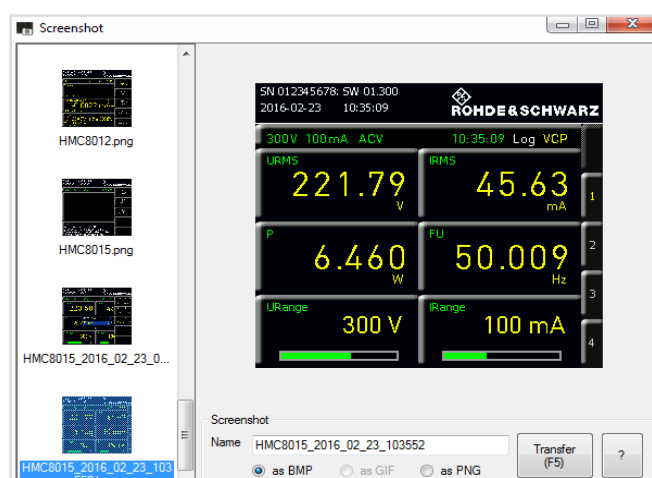 Screenshot
HMC8012.png
HMC8015.png
HMC8015_2016_02_23_0...
HMC8015_2016_02_23_103
SN 012345678; SW 01.300
2016-02-23 10:35:09
ROHDE&SCHWARZ
300V 100mA ACV 10:35:09 Log VCP
URMS
221.79
V
IRMS
45.63
mA
1
P
6.460
W
FU
50.009
Hz
2
3
URange
300 V
IRange
100 mA
4
Screenshot
Name HMC8015_2016_02_23_103552
as BMP as GIF as PNG
Transfer
(F5)
?